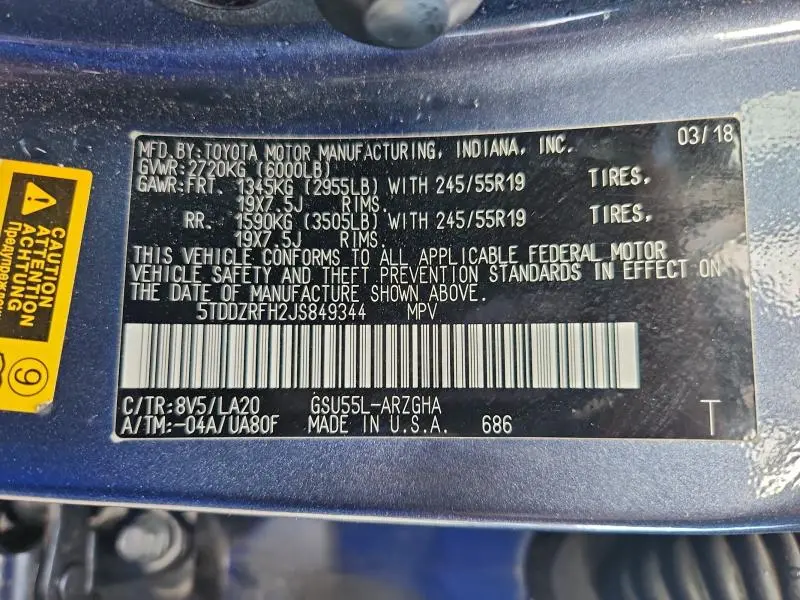 MFD.BY:TOYOTA MOTOR MANUFACTURING, INDIANA, INC. 03/18
GVWR:2720KG (6000LB)
GAWR:FRT. 1345KG (2955LB) WITH 245/55R19 TIRES,
19X7.5J RIMS.
RR. 1590KG (3505LB) WITH 245/55R19 TIRES,
19X7.5J RIMS.
THIS VEHICLE CONFORMS TO ALL APPLICABLE FEDERAL MOTOR
VEHICLE SAFETY AND THEFT PREVENTION STANDARDS IN EFFECT ON
THE DATE OF MANUFACTURE SHOWN ABOVE.
5TDDZRFH2JS849344 MPV
C/TR:8V5/LA20 GSU55L-ARZGHA
A/TM:-04A/UA80F MADE IN U.S.A. 686 T
CAUTION
ATTENTION
ACHTUNG
9